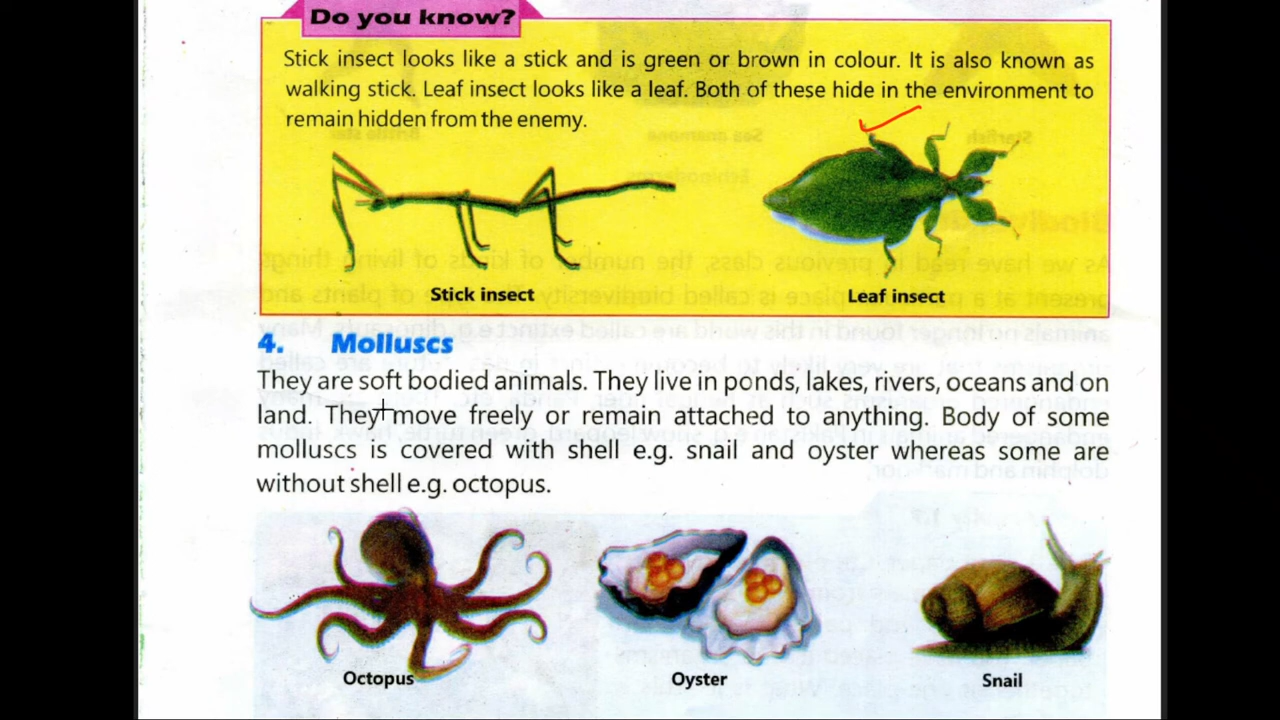 Do you know?
Stick insect looks like a stick and is green or brown in colour. It is also known as
walking stick. Leaf insect looks like a leaf. Both of these hide in the environment to
remain hidden from the enemy.
Stick insect
Leaf insect
4. Molluscs
They are soft bodied animals. They live in ponds, lakes, rivers, oceans and on
land. They move freely or remain attached to anything. Body of some
molluscs is covered with shell e.g. snail and oyster whereas some are
without shell e.g. octopus.
Octopus
Oyster
Snail